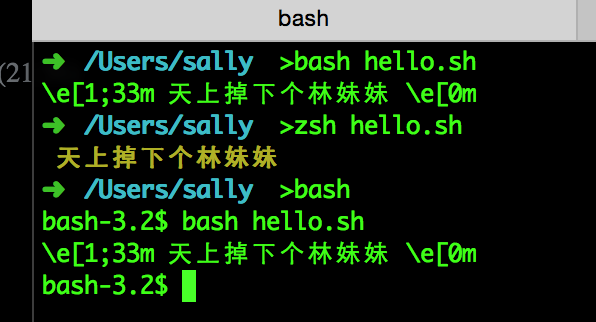 bash
(21
➜ /Users/sally >bash hello.sh
\e[1;33m 天上掉下个林妹妹 \e[0m
➜ /Users/sally >zsh hello.sh
天上掉下个林妹妹
➜ /Users/sally >bash
bash-3.2$ bash hello.sh
\e[1;33m 天上掉下个林妹妹 \e[0m
bash-3.2$